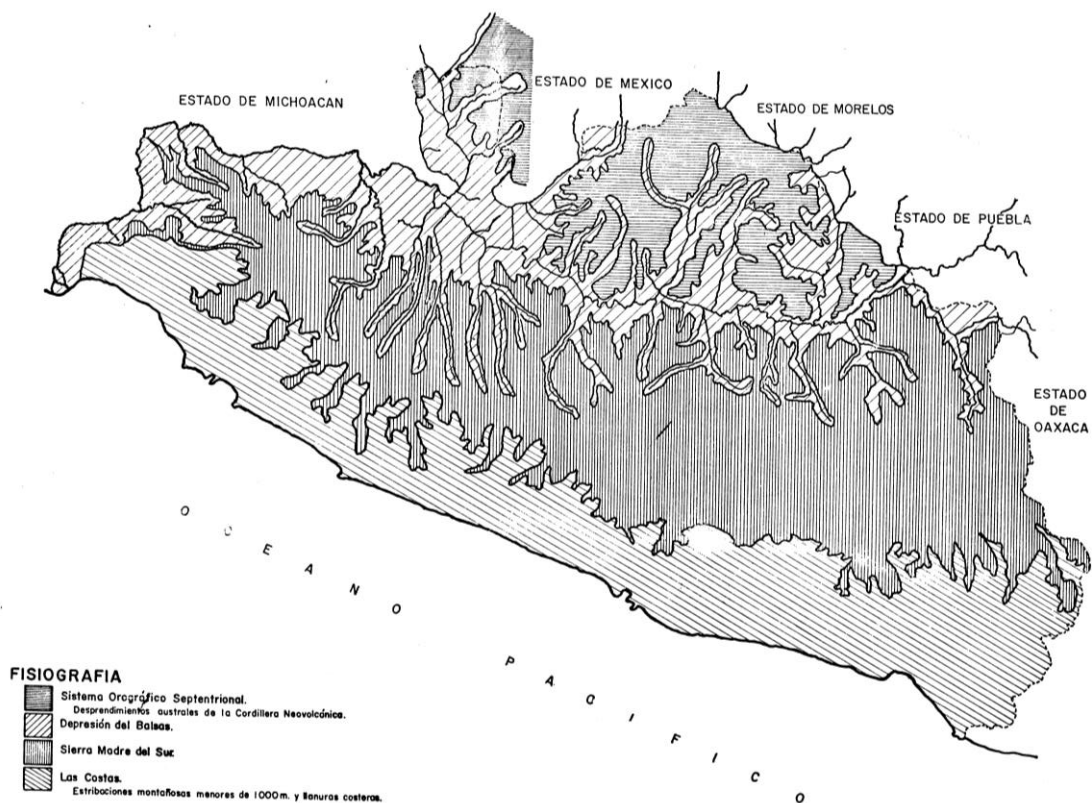 ESTADO DE MICHOACAN
ESTADO DE MEXICO
ESTADO DE MORELOS
ESTADO DE PUEBLA
ESTADO
DE
OAXACA
OCEANO PACIFICO
FISIOGRAFIA
Sistema Orográfico Septentrional.
Desprendimientos australes de la Cordillera Neovolcánica.
Depresión del Balsas.
Sierra Madre del Sur.
Las Costas.
Estribaciones montañosas menores de 1000m. y llanuras costeras.